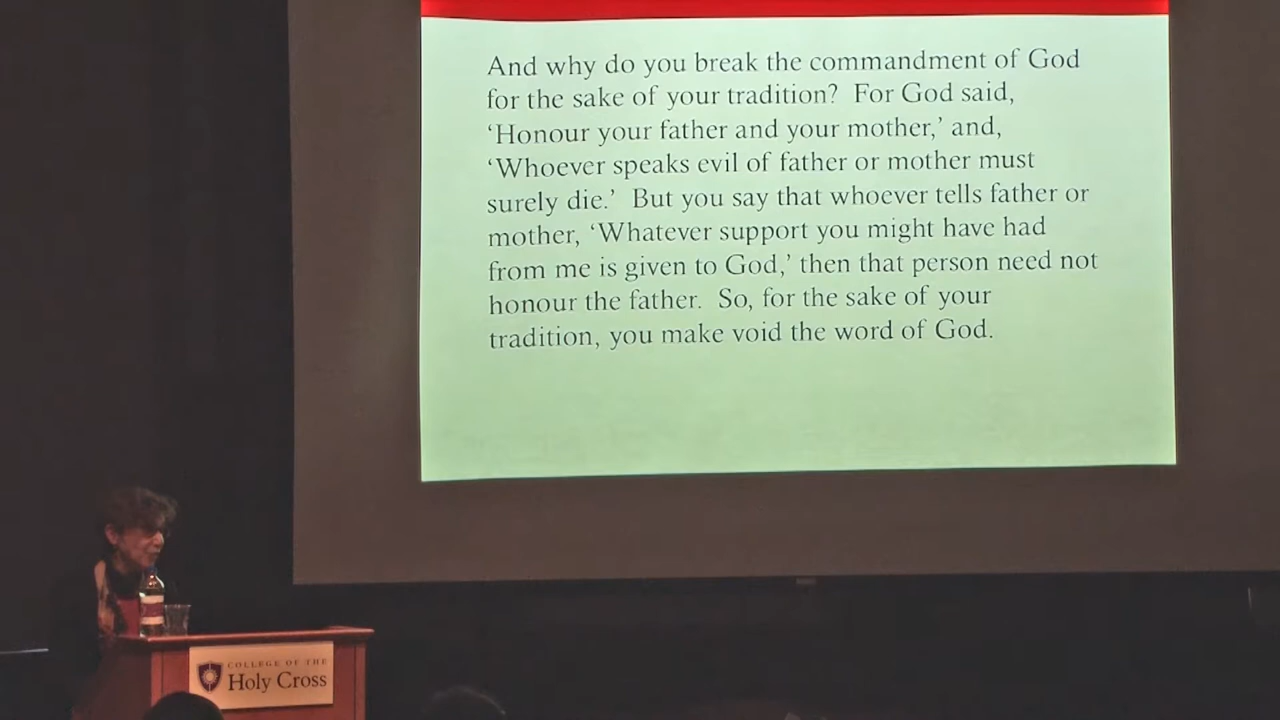 And why do you break the commandment of God
for the sake of your tradition?  For God said,
‘Honour your father and your mother,’ and,
‘Whoever speaks evil of father or mother must
surely die.’  But you say that whoever tells father or
mother, ‘Whatever support you might have had
from me is given to God,’ then that person need not
honour the father.  So, for the sake of your
tradition, you make void the word of God.
COLLEGE OF THE
Holy Cross